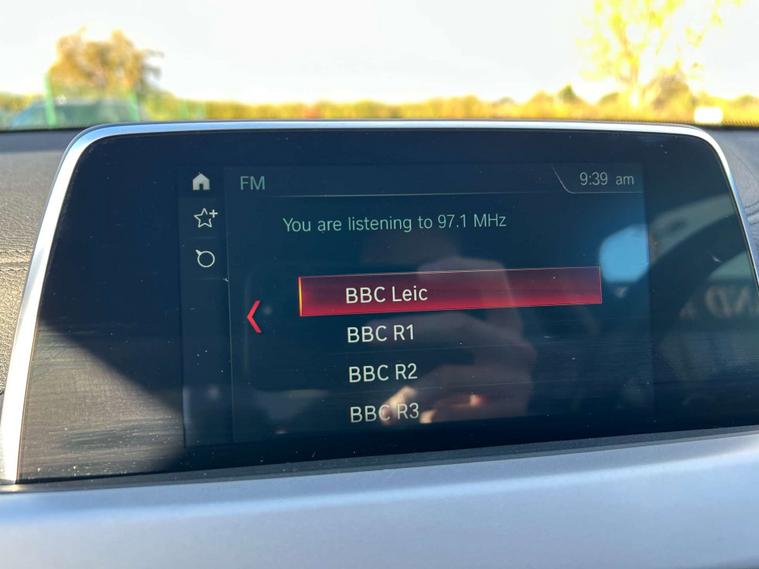 FM
9:39 am
You are listening to 97.1 MHz
BBC Leic
BBC R1
BBC R2
BBC R3